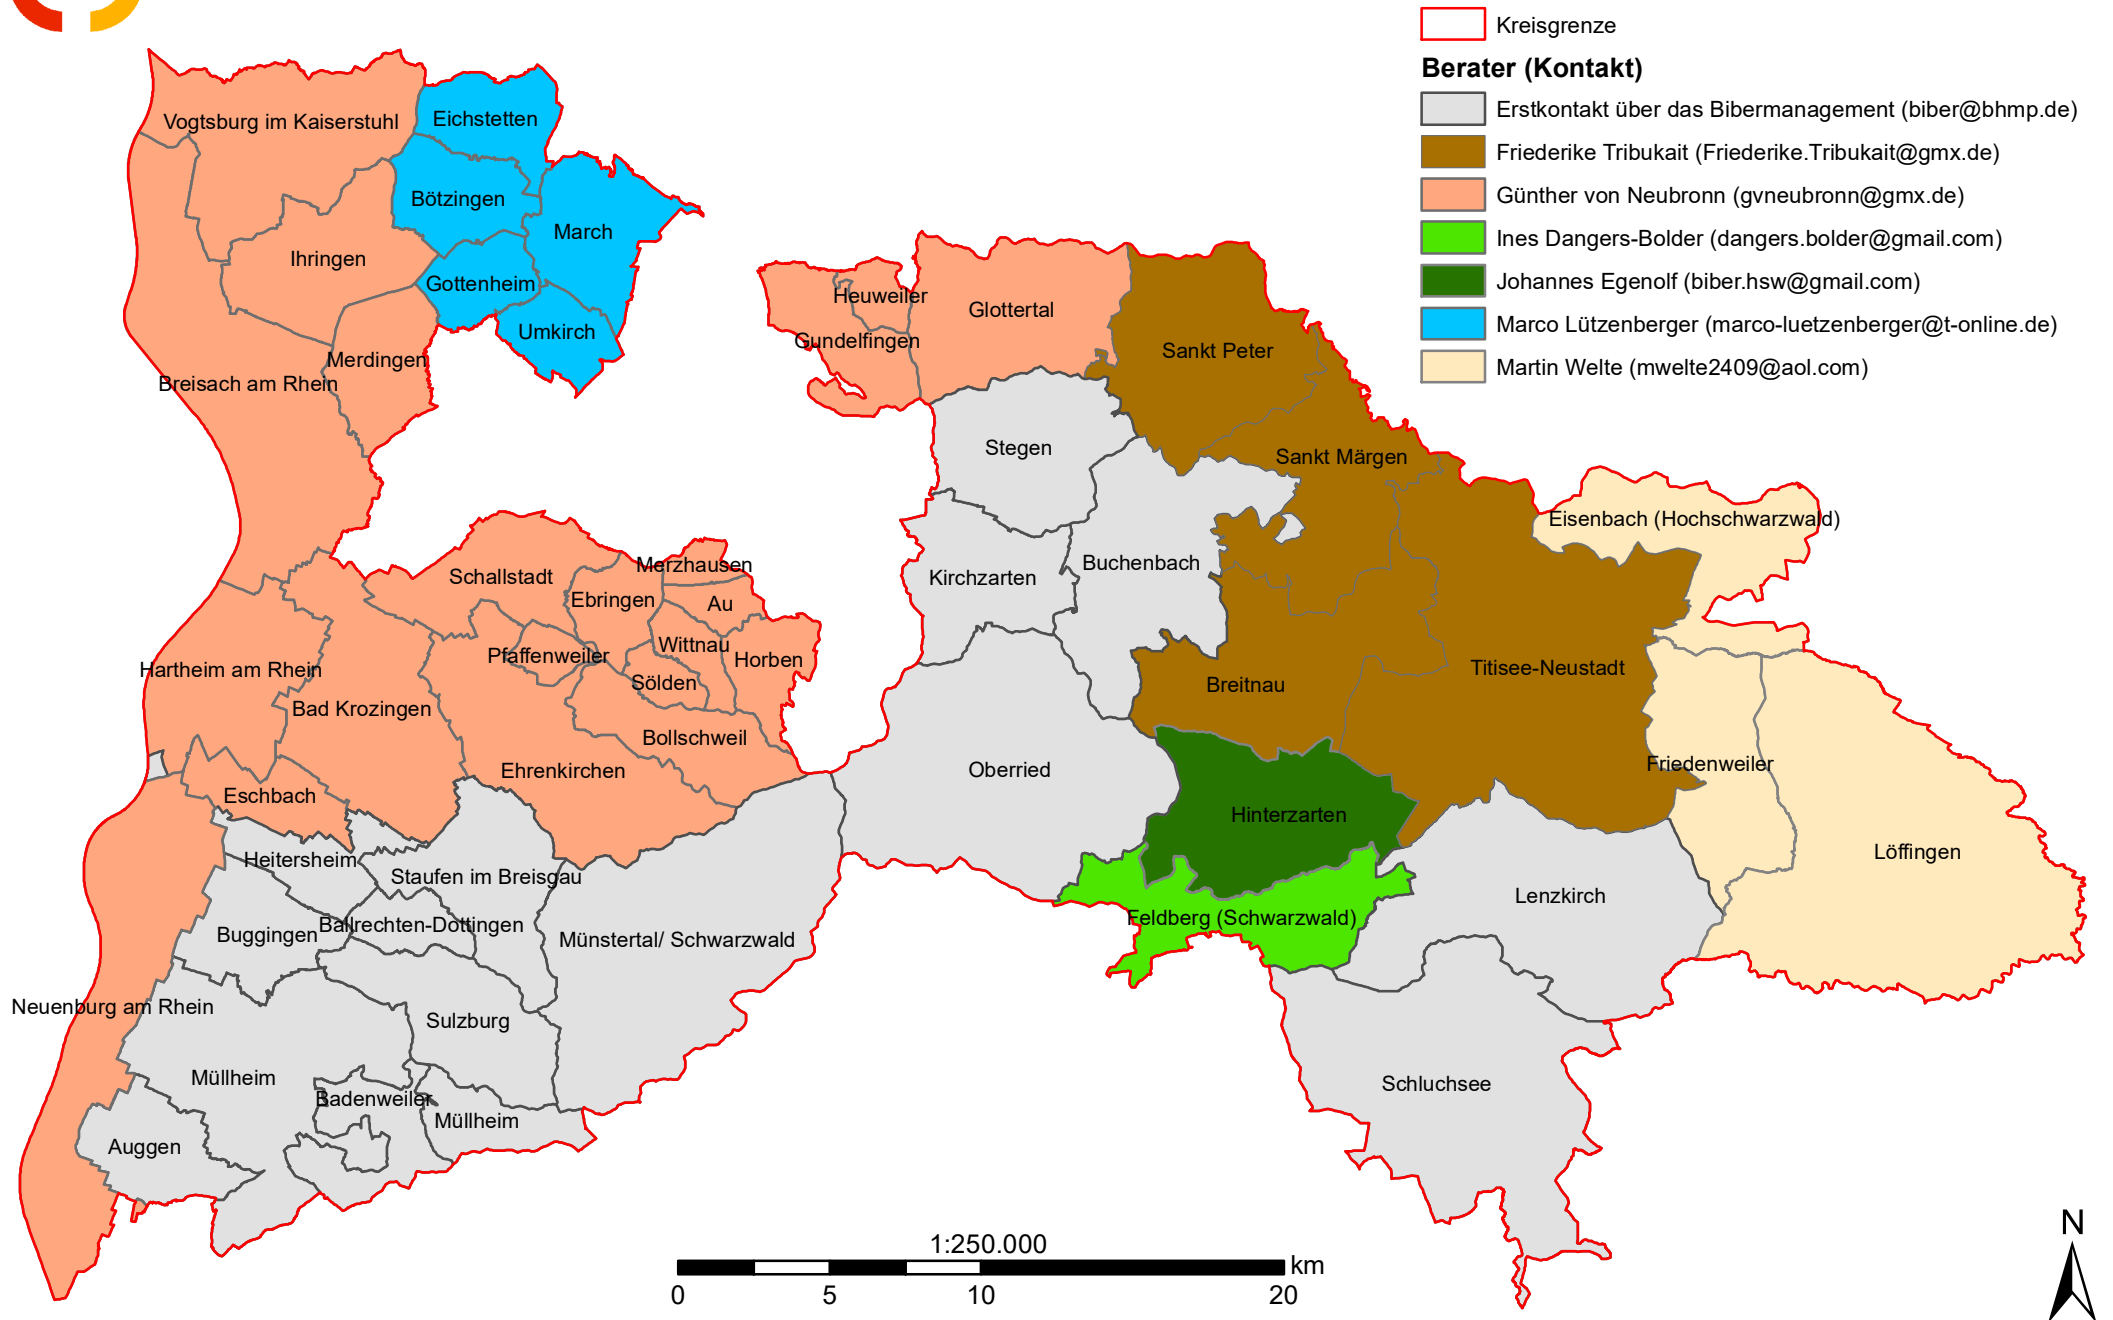 Kreisgrenze
Berater (Kontakt)
Erstkontakt über das Bibermanagement (biber@bhmp.de)
Friederike Tribukait (Friederike.Tribukait@gmx.de)
Günther von Neubronn (gvneubronn@gmx.de)
Ines Dangers-Bolder (dangers.bolder@gmail.com)
Johannes Egenolf (biber.hsw@gmail.com)
Marco Lützenberger (marco-luetzenberger@t-online.de)
Martin Welte (mwelte2409@aol.com)
Vogtsburg im Kaiserstuhl
Eichstetten
Bötzingen
March
Ihringen
Gottenheim
Umkirch
Merdingen
Breisach am Rhein
Heuweiler
Glottertal
Gundelfingen
Sankt Peter
Stegen
Sankt Märgen
Eisenbach (Hochschwarzwald)
Buchenbach
Kirchzarten
Schallstadt
Merzhausen
Ebringen
Au
Wittnau
Horben
Pfaffenweiler
Sölden
Hartheim am Rhein
Bad Krozingen
Bollschweil
Ehrenkirchen
Eschbach
Breitnau
Titisee-Neustadt
Oberried
Friedenweiler
Hinterzarten
Löffingen
Heitersheim
Staufen im Breisgau
Lenzkirch
Feldberg (Schwarzwald)
Buggingen
Ballrechten-Dottingen
Münstertal/ Schwarzwald
Neuenburg am Rhein
Sulzburg
Müllheim
Badenweiler
Müllheim
Auggen
Schluchsee
1:250.000
km
0
5
10
20
N